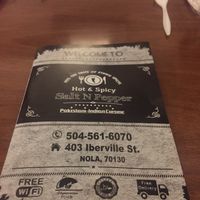 WELCOME TO
Hot & Spicy
Salt N Pepper
Pakistani-Indian Cuisine
504-561-6070
403 Iberville St.
NOLA, 70130
FREE
WiFi